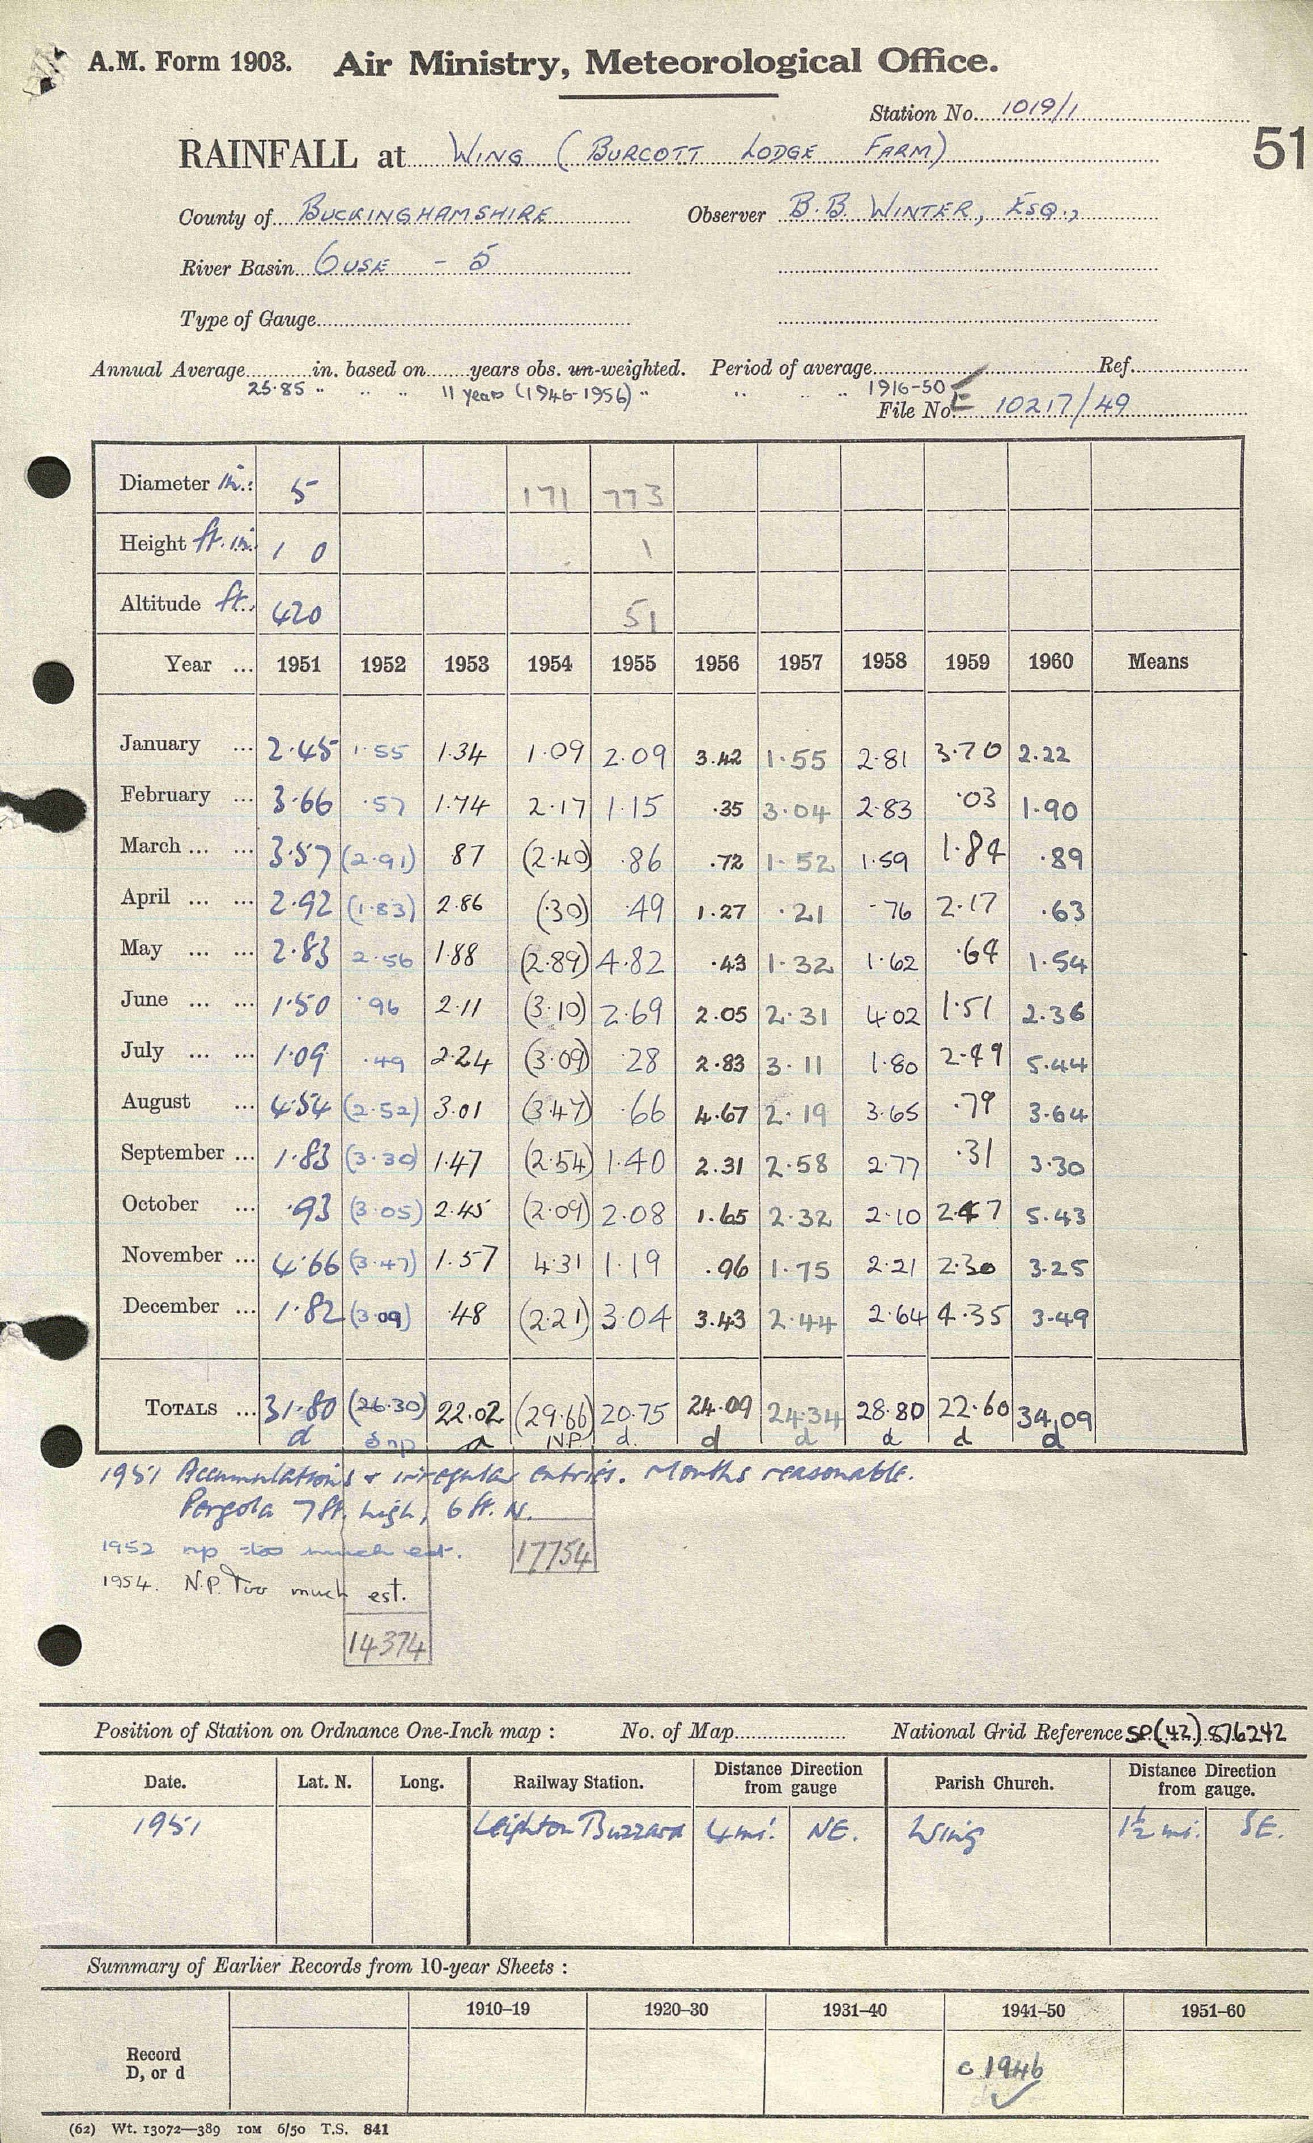 A.M. Form 1903. Air Ministry, Meteorological Office.
Station No. 1019/1
51
RAINFALL at WING (BURCOTT LODGE FARM)
County of BUCKINGHAMSHIRE Observer B.B. WINTER, ESQ.,
River Basin OUSE - 5
Type of Gauge
Annual Average in. based on years obs. un-weighted. Period of average Ref.
25.85 " " " 11 years (1946-1956) " " " " 1916-50
File No. E 10217/49
Diameter in.: 5 171 773
Height ft. in. 1 0 1
Altitude ft. 420 51
Year ... 1951 1952 1953 1954 1955 1956 1957 1958 1959 1960 Means
January ... 2.45 1.55 1.34 1.09 2.09 3.42 1.55 2.81 3.70 2.22
February ... 3.66 .57 1.74 2.17 1.15 .35 3.04 2.83 .03 1.90
March ... ... 3.57 (2.91) 87 (2.40) .86 .72 1.52 1.59 1.84 .89
April ... ... 2.92 (1.83) 2.86 (.30) .49 1.27 .21 .76 2.17 .63
May ... ... 2.83 2.56 1.88 (2.89) 4.82 .43 1.32 1.62 .64 1.54
June ... ... 1.50 .96 2.11 (3.10) 2.69 2.05 2.31 4.02 1.51 2.36
July ... ... 1.09 .49 2.24 (3.09) .28 2.83 3.11 1.80 2.49 5.44
August ... 4.54 (2.52) 3.01 (3.47) .66 4.67 2.19 3.65 .79 3.64
September ... 1.83 (3.30) 1.47 (2.54) 1.40 2.31 2.58 2.77 .31 3.30
October ... .93 (3.05) 2.45 (2.09) 2.08 1.65 2.32 2.10 2.47 5.43
November ... 4.66 (3.47) 1.57 4.31 1.19 .96 1.75 2.21 2.30 3.25
December ... 1.82 (3.09) .48 (2.21) 3.04 3.43 2.44 2.64 4.35 3.49
TOTALS ... 31.80 (26.30) 22.02 (29.66) 20.75 24.09 24.34 28.80 22.60 34.09
d np d N.P. d. d d d d d
1951 Accumulations & irregular entries. Months reasonable.
Pergola 7 ft. high, 6 ft. N.
1952 np too much est.
17754
1954. N.P. Too much est.
14374
Position of Station on Ordnance One-Inch map : No. of Map National Grid Reference SP(42) 876242
Date. Lat. N. Long. Railway Station. Distance Direction from gauge Parish Church. Distance Direction from gauge.
1951 Leighton Buzzard 4 mi. NE. Wing 1½ mi. SE.
Summary of Earlier Records from 10-year Sheets :
1910–19 1920–30 1931–40 1941–50 1951–60
Record
D, or d
c 1946
(62) Wt. 13072—389 IOM 6/50 T.S. 841